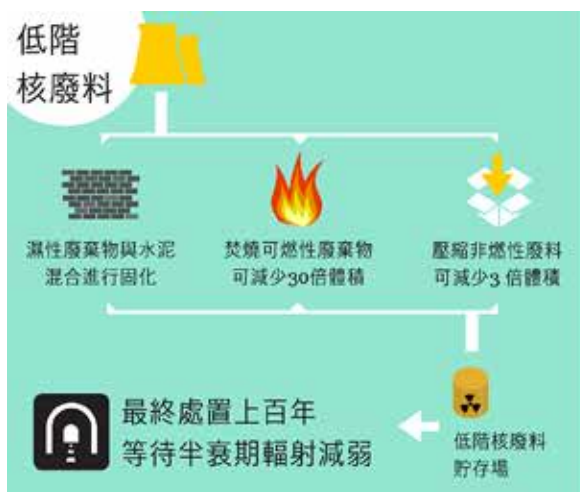 低階
核廢料
濕性廢棄物與水泥
混合進行固化
焚燒可燃性廢棄物
可減少30倍體積
壓縮非燃性廢料
可減少3 倍體積
低階核廢料
貯存場
最終處置上百年
等待半衰期輻射減弱